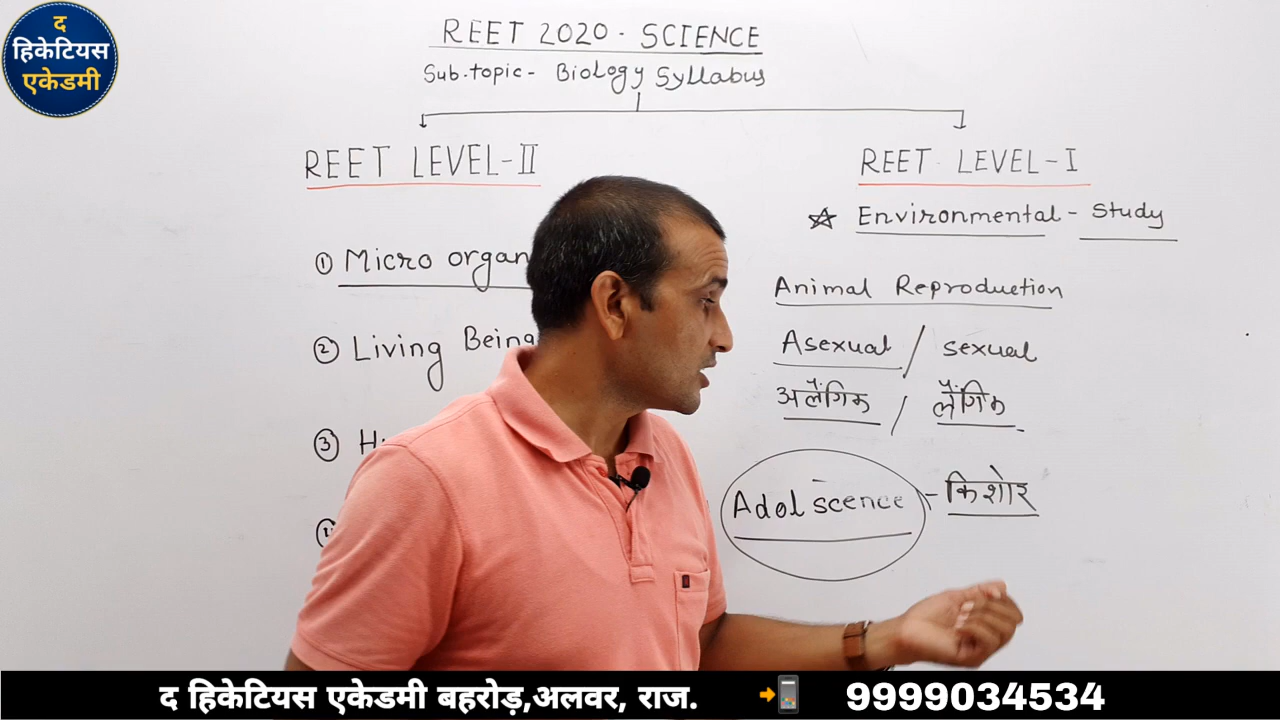 द
हिकेटियस
एकेडमी
REET 2020 - SCIENCE
Sub-topic - Biology Syllabus
REET LEVEL-II
① Micro organ
② Living Being
③ H
REET LEVEL-I
☆ Environmental - Study
Animal Reproduction
Asexual / sexual
अलैंगिक / लैंगिक
Adolscence - किशोर
द हिकेटियस एकेडमी बहरोड़,अलवर, राज. 9999034534